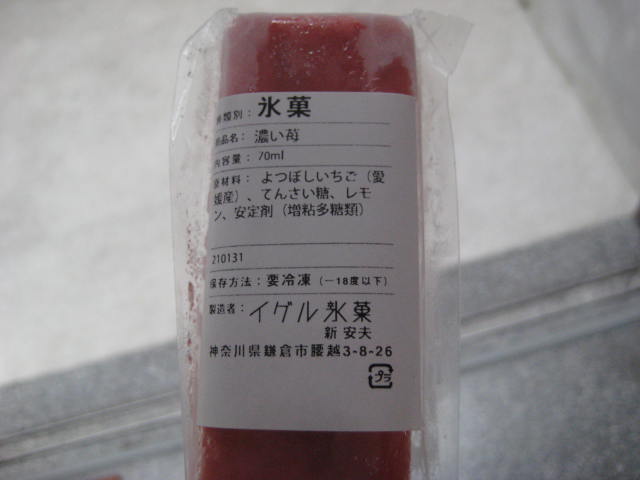 種類別：氷菓
商品名：濃い苺
内容量：70ml
原材料：よつぼしいちご（愛
媛産）、てんさい糖、レモ
ン、安定剤（増粘多糖類）
210131
保存方法：要冷凍（－18度以下）
製造者：イグル氷菓
新 安夫
神奈川県鎌倉市腰越3-8-26
プラ